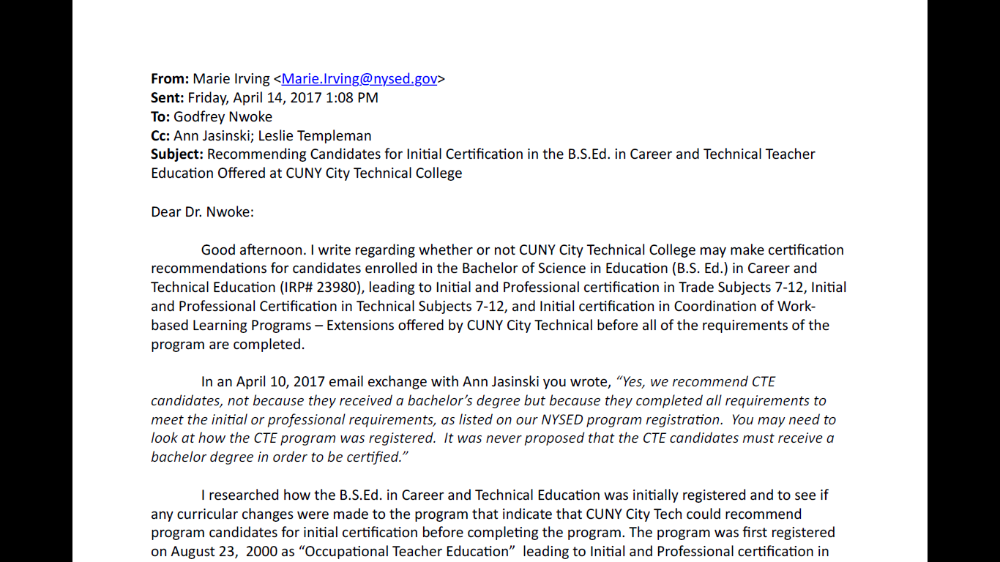 From: Marie Irving <Marie.Irving@nysed.gov>
Sent: Friday, April 14, 2017 1:08 PM
To: Godfrey Nwoke
Cc: Ann Jasinski; Leslie Templeman
Subject: Recommending Candidates for Initial Certification in the B.S.Ed. in Career and Technical Teacher
Education Offered at CUNY City Technical College
Dear Dr. Nwoke:
Good afternoon. I write regarding whether or not CUNY City Technical College may make certification
recommendations for candidates enrolled in the Bachelor of Science in Education (B.S. Ed.) in Career and
Technical Education (IRP# 23980), leading to Initial and Professional certification in Trade Subjects 7-12, Initial
and Professional Certification in Technical Subjects 7-12, and Initial certification in Coordination of Work-
based Learning Programs – Extensions offered by CUNY City Technical before all of the requirements of the
program are completed.
In an April 10, 2017 email exchange with Ann Jasinski you wrote, “Yes, we recommend CTE
candidates, not because they received a bachelor’s degree but because they completed all requirements to
meet the initial or professional requirements, as listed on our NYSED program registration.  You may need to
look at how the CTE program was registered.  It was never proposed that the CTE candidates must receive a
bachelor degree in order to be certified.”
I researched how the B.S.Ed. in Career and Technical Education was initially registered and to see if
any curricular changes were made to the program that indicate that CUNY City Tech could recommend
program candidates for initial certification before completing the program. The program was first registered
on August 23,  2000 as “Occupational Teacher Education”  leading to Initial and Professional certification in